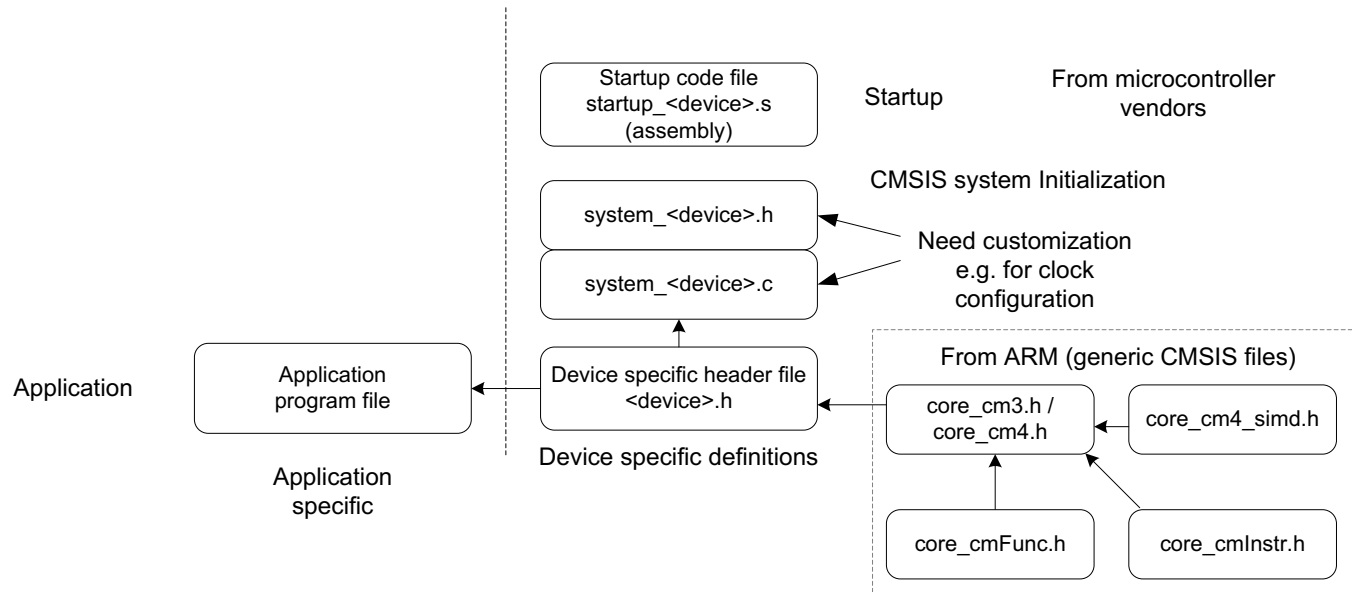 Startup code file
startup_<device>.s
(assembly)
Startup
From microcontroller
vendors
CMSIS system Initialization
system_<device>.h
Need customization
e.g. for clock
configuration
system_<device>.c
From ARM (generic CMSIS files)
Application
Application
program file
Device specific header file
<device>.h
core_cm3.h /
core_cm4.h
core_cm4_simd.h
Device specific definitions
Application
specific
core_cmFunc.h
core_cmInstr.h